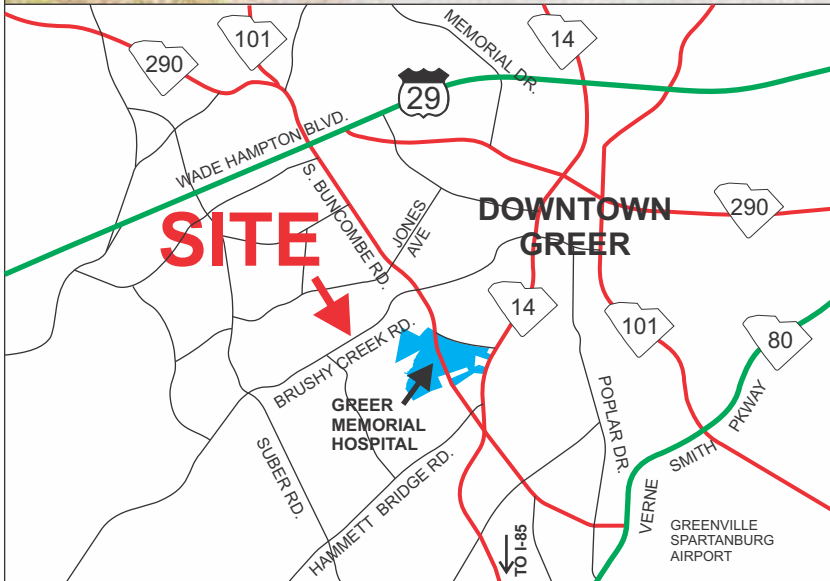 290
101
MEMORIAL DR.
14
29
WADE HAMPTON BLVD.
S. BUNCOMBE RD.
JONES
AVE
DOWNTOWN
GREER
290
SITE
14
101
80
BRUSHY CREEK RD.
GREER
MEMORIAL
HOSPITAL
POPLAR DR.
SUBER RD.
HAMMETT BRIDGE RD.
VERNE SMITH PKWAY
TO I-85
GREENVILLE
SPARTANBURG
AIRPORT